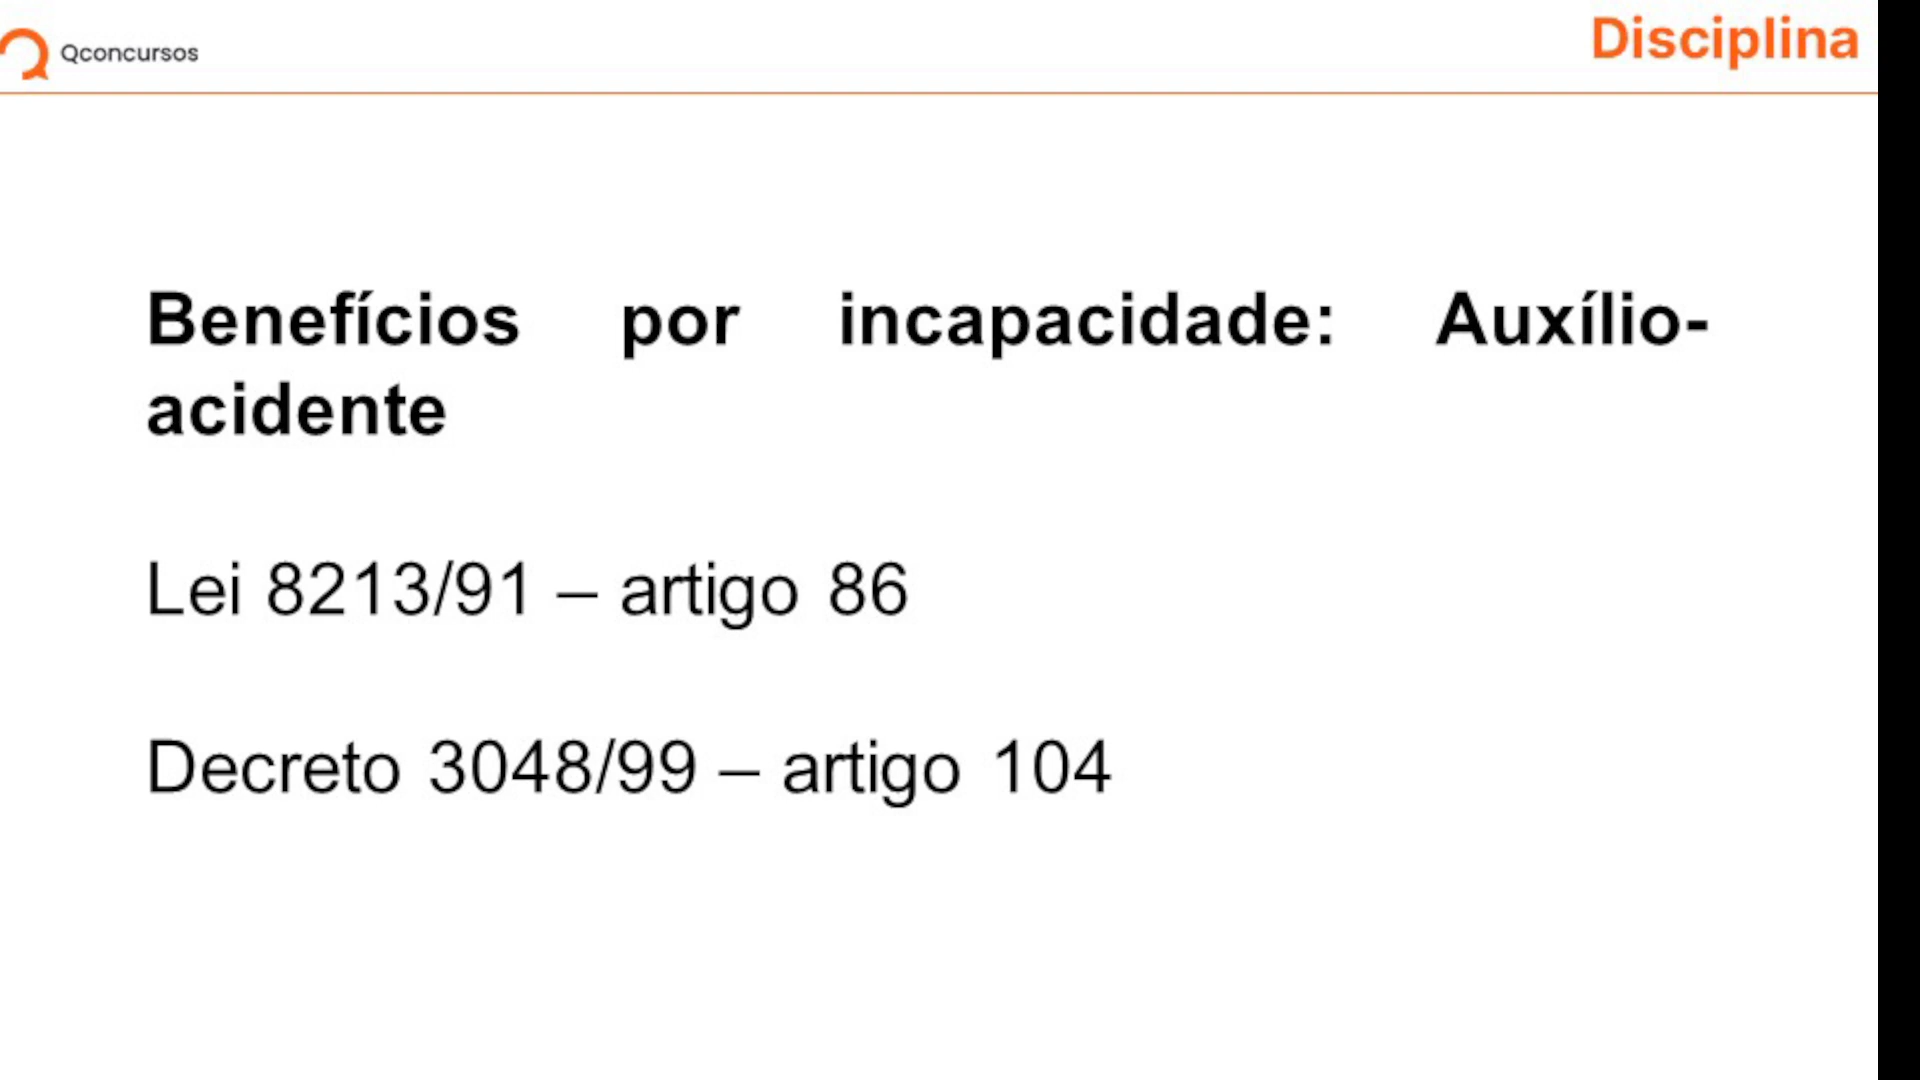 Qconcursos
Disciplina
Benefícios por incapacidade: Auxílio-
acidente
Lei 8213/91 – artigo 86
Decreto 3048/99 – artigo 104